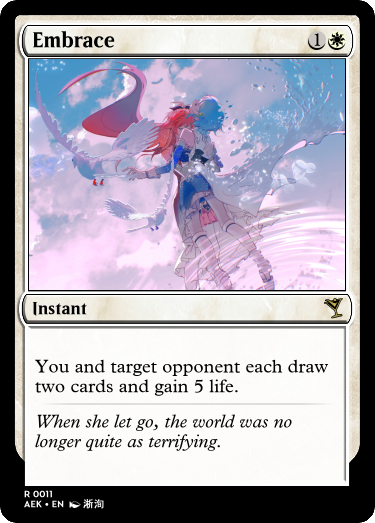 Embrace 1
Instant
You and target opponent each draw
two cards and gain 5 life.
When she let go, the world was no
longer quite as terrifying.
R 0011
AEK • EN 淅洵